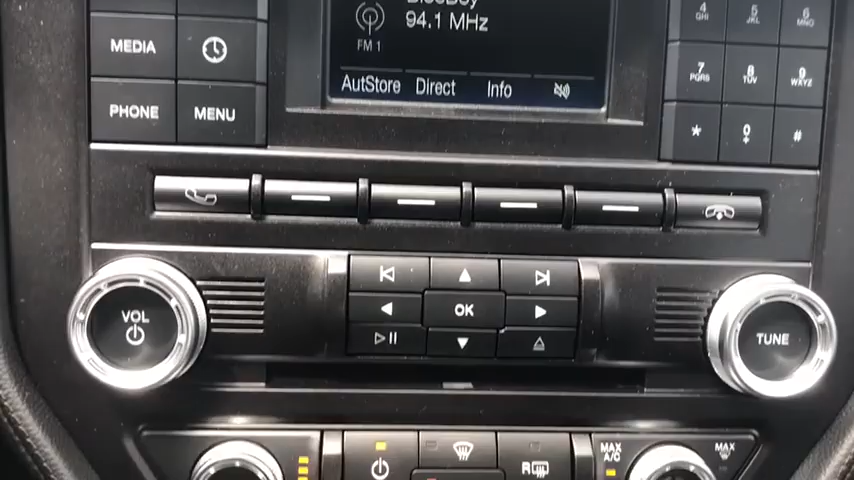 94.1 MHz
FM 1
AutStore Direct Info
MEDIA
PHONE
MENU
4
GHI
5
JKL
6
MNO
7
PQRS
8
TUV
9
WXYZ
*
0
+
#
VOL
OK
TUNE
R
MAX
A/C
MAX